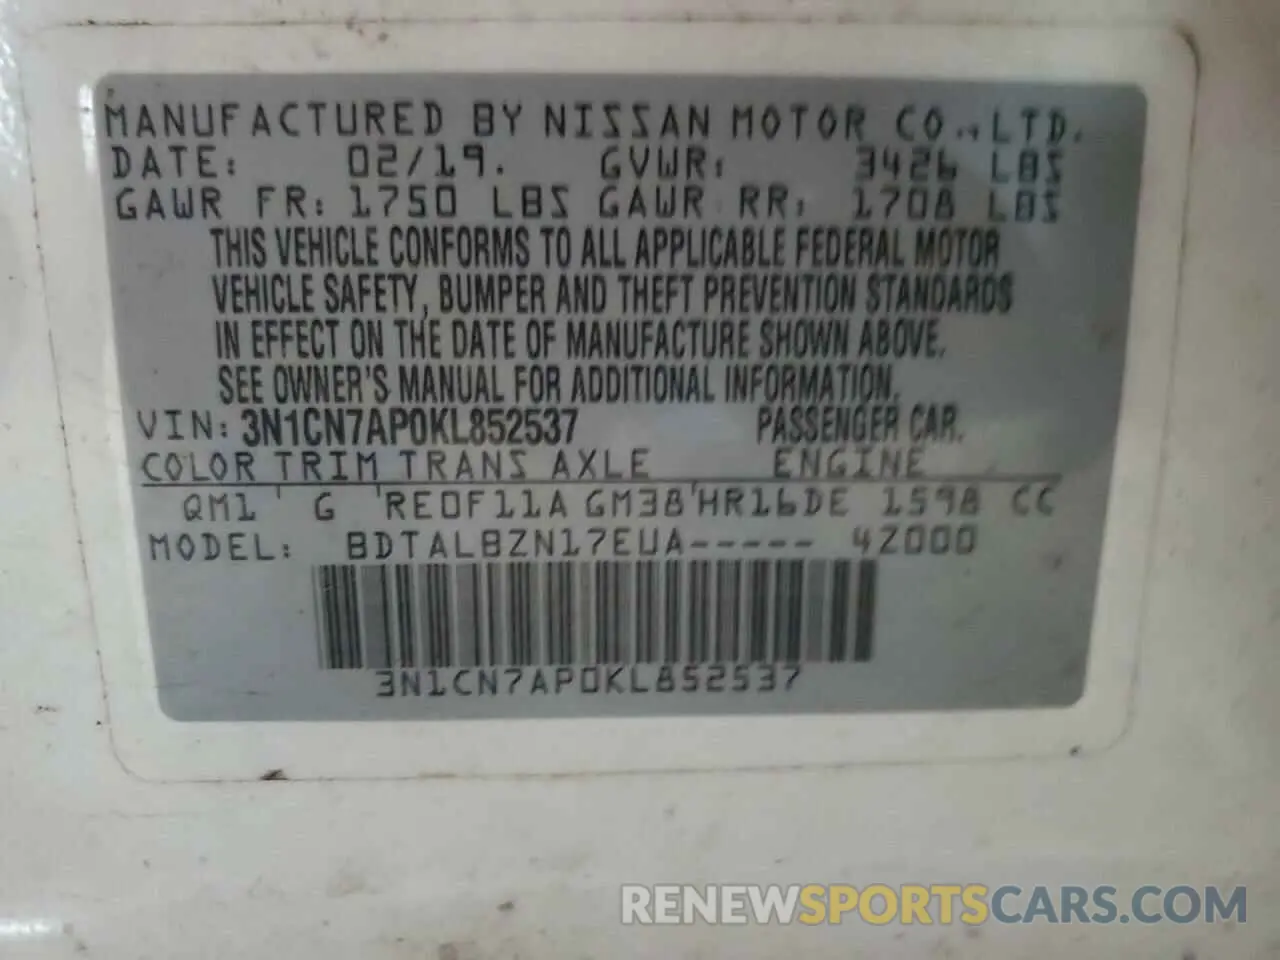 MANUFACTURED BY NISSAN MOTOR CO., LTD.
DATE: 02/19. GVWR: 3426 LBS
GAWR FR: 1750 LBS GAWR RR: 1708 LBS
THIS VEHICLE CONFORMS TO ALL APPLICABLE FEDERAL MOTOR
VEHICLE SAFETY, BUMPER AND THEFT PREVENTION STANDARDS
IN EFFECT ON THE DATE OF MANUFACTURE SHOWN ABOVE.
SEE OWNER'S MANUAL FOR ADDITIONAL INFORMATION.
VIN: 3N1CN7AP0KL852537 PASSENGER CAR.
COLOR TRIM TRANS AXLE ENGINE
QM1 ' G 'RE0F11A GM38'HR16DE 1598 CC
MODEL: BDTALBZN17EUA----- 4Z000
3N1CN7AP0KL852537
RENEWSPORTSCARS.COM